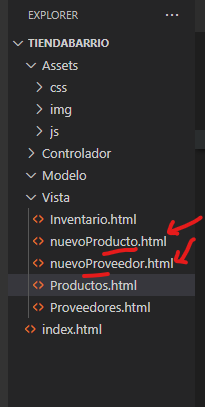 EXPLORER ...
TIENDABARRIO
Assets
css
img
js
Controlador
Modelo
Vista
<> Inventario.html
<> nuevoProducto.html
<> nuevoProveedor.html
<> Productos.html
<> Proveedores.html
<> index.html